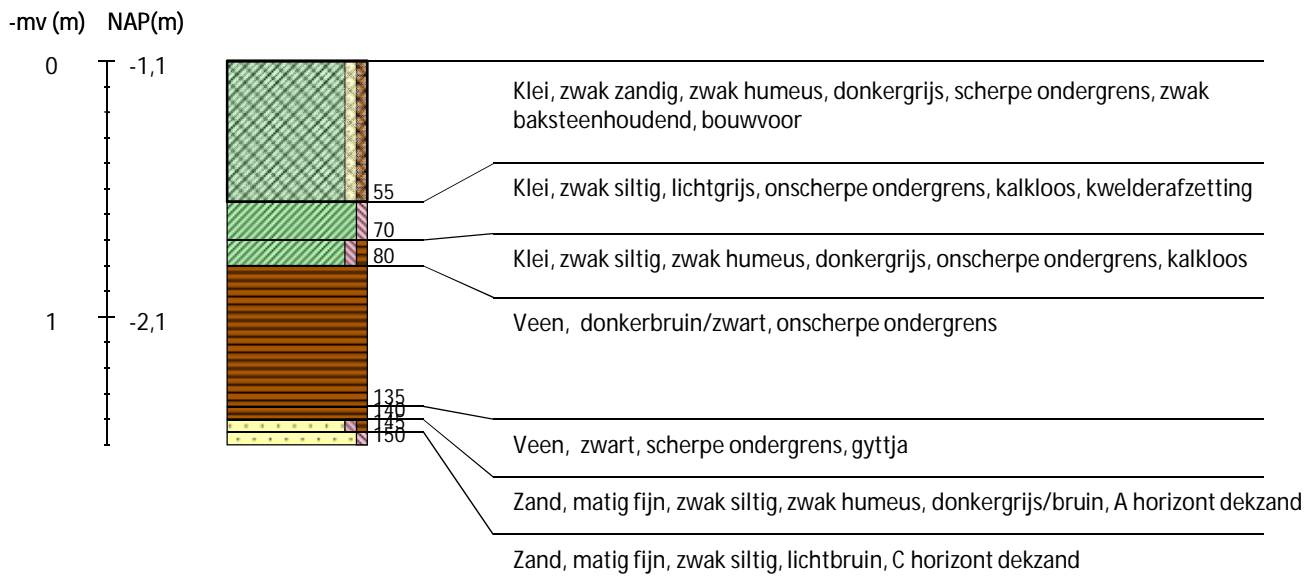 -mv (m) NAP(m)
0 -1,1
Klei, zwak zandig, zwak humeus, donkergrijs, scherpe ondergrens, zwak
baksteenhoudend, bouwvoor
55
Klei, zwak siltig, lichtgrijs, onscherpe ondergrens, kalkloos, kwelderafzetting
70
80
Klei, zwak siltig, zwak humeus, donkergrijs, onscherpe ondergrens, kalkloos
1 -2,1
Veen, donkerbruin/zwart, onscherpe ondergrens
135
140
145
150
Veen, zwart, scherpe ondergrens, gyttja
Zand, matig fijn, zwak siltig, zwak humeus, donkergrijs/bruin, A horizont dekzand
Zand, matig fijn, zwak siltig, lichtbruin, C horizont dekzand